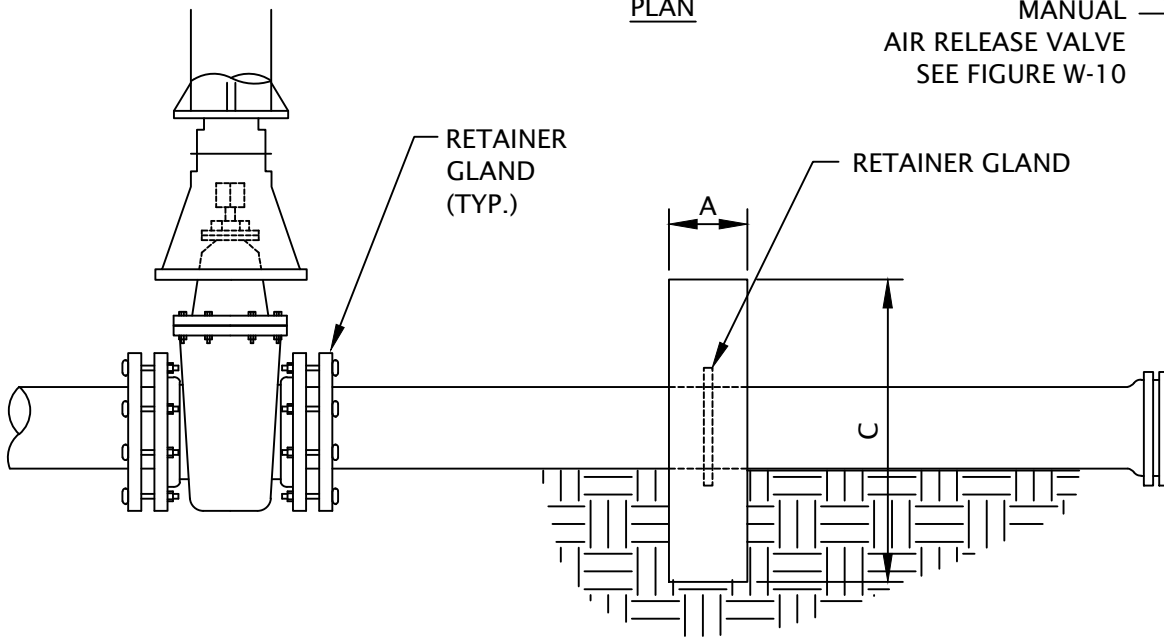 PLAN
MANUAL
AIR RELEASE VALVE
SEE FIGURE W-10
RETAINER
GLAND
(TYP.)
RETAINER GLAND
A
C